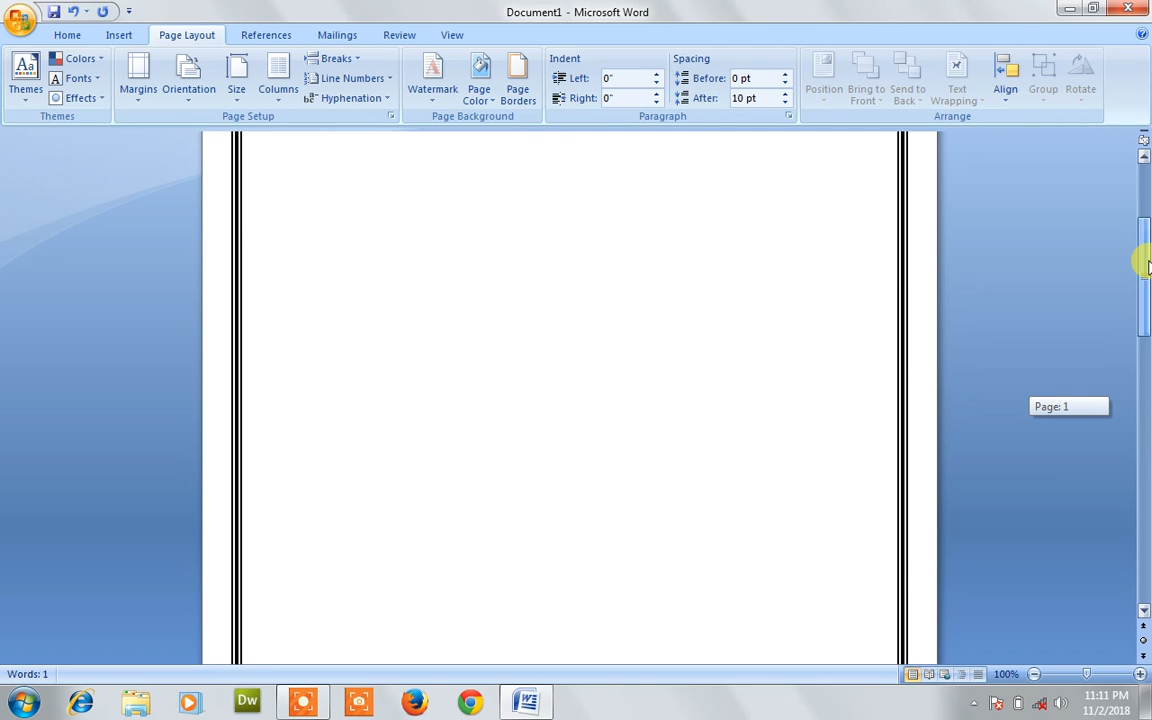 Document1 - Microsoft Word
Home Insert Page Layout References Mailings Review View
Themes
Colors
Fonts
Effects
Themes
Margins
Orientation
Size
Columns
Breaks
Line Numbers
Hyphenation
Page Setup
Watermark
Page Color
Page Borders
Page Background
Indent
Left: 0"
Right: 0"
Spacing
Before: 0 pt
After: 10 pt
Paragraph
Position
Bring to Front
Send to Back
Text Wrapping
Align
Group
Rotate
Arrange
Page: 1
Words: 1
100%
Dw
11:11 PM
11/2/2018